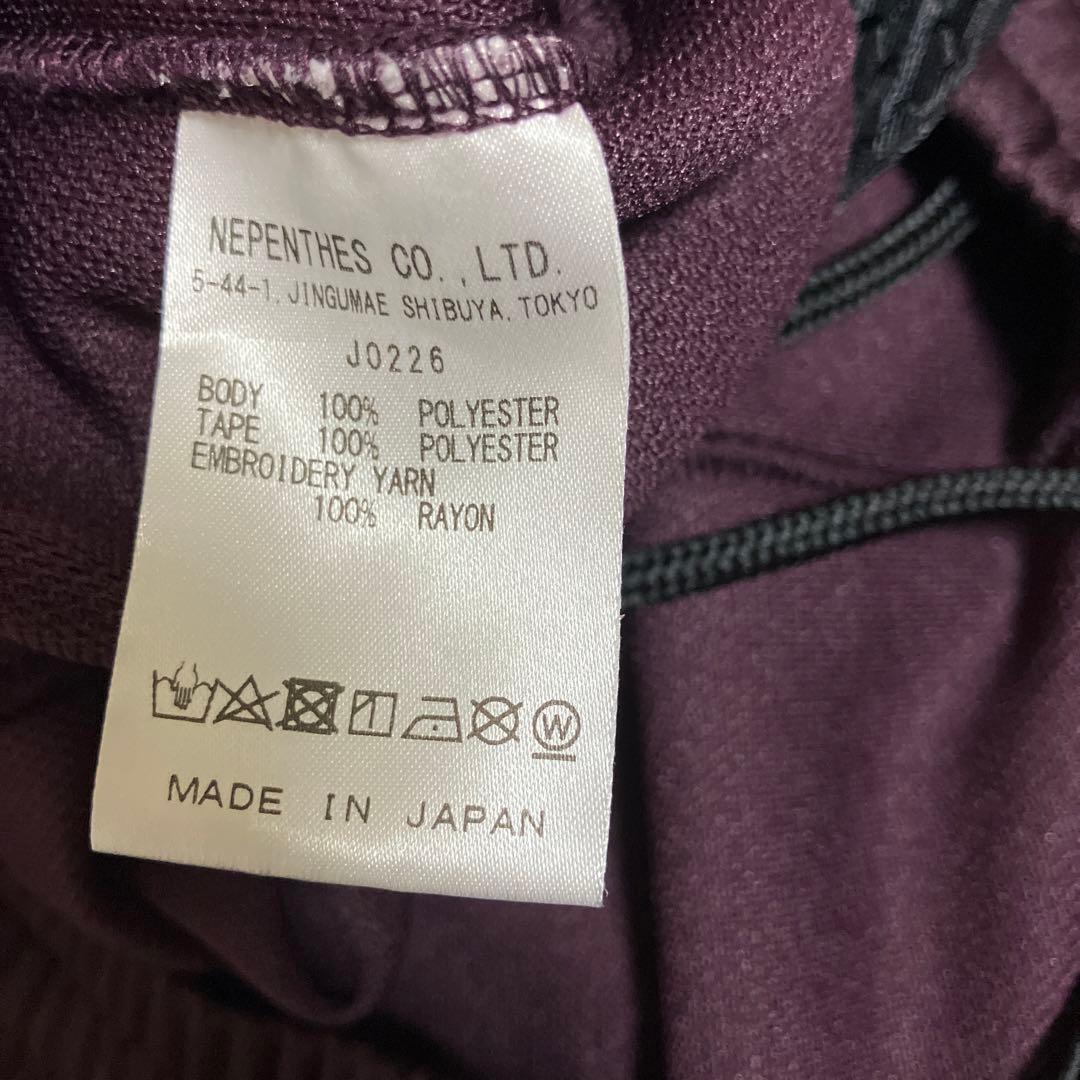 NEPENTHES CO.,LTD.
5-44-1,JINGUMAE SHIBUYA,TOKYO
J0226
BODY 100% POLYESTER
TAPE 100% POLYESTER
EMBROIDERY YARN
100% RAYON
W
MADE IN JAPAN